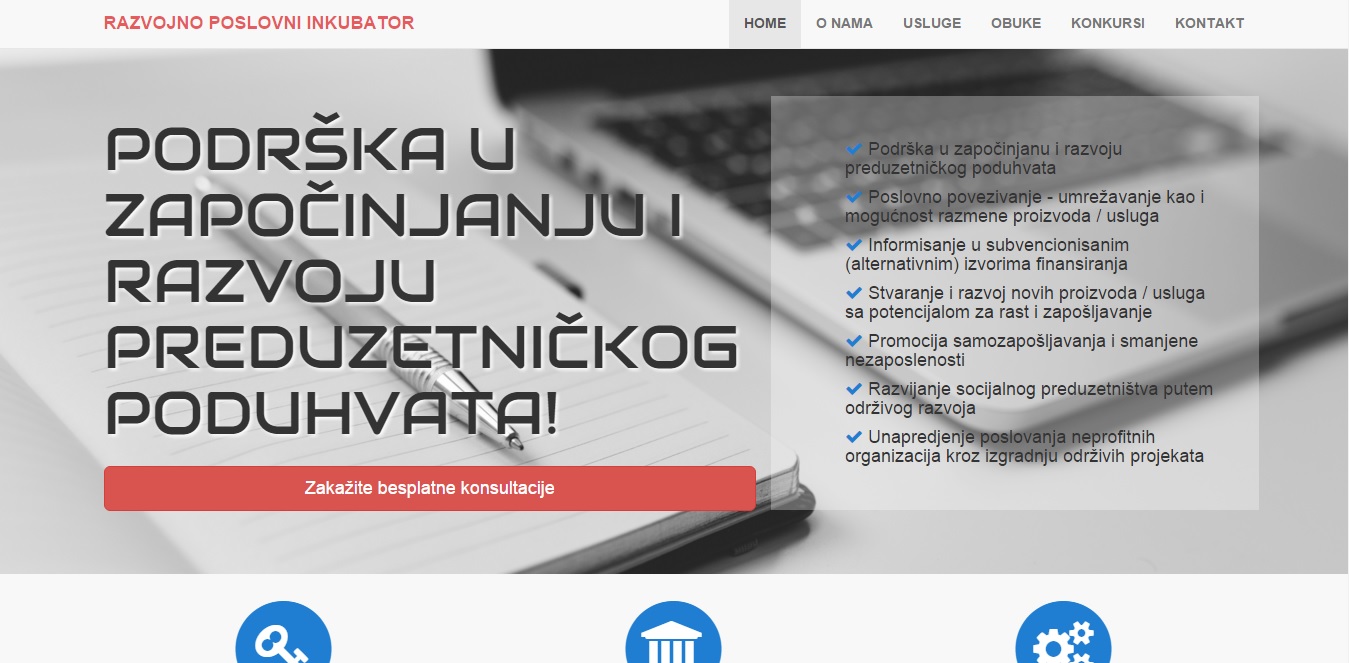 RAZVOJNO POSLOVNI INKUBATOR
HOME
O NAMA
USLUGE
OBUKE
KONKURSI
KONTAKT
PODRŠKA U
ZAPOČINJANJU I
RAZVOJU
PREDUZETNIČKOG
PODUHVATA!
Zakažite besplatne konsultacije
Podrška u započinjanu i razvoju
preduzetničkog poduhvata
Poslovno povezivanje - umrežavanje kao i
mogućnost razmene proizvoda / usluga
Informisanje u subvencionisanim
(alternativnim) izvorima finansiranja
Stvaranje i razvoj novih proizvoda / usluga
sa potencijalom za rast i zapošljavanje
Promocija samozapošljavanja i smanjene
nezaposlenosti
Razvijanje socijalnog preduzetništva putem
održivog razvoja
Unapredjenje poslovanja neprofitnih
organizacija kroz izgradnju održivih projekata